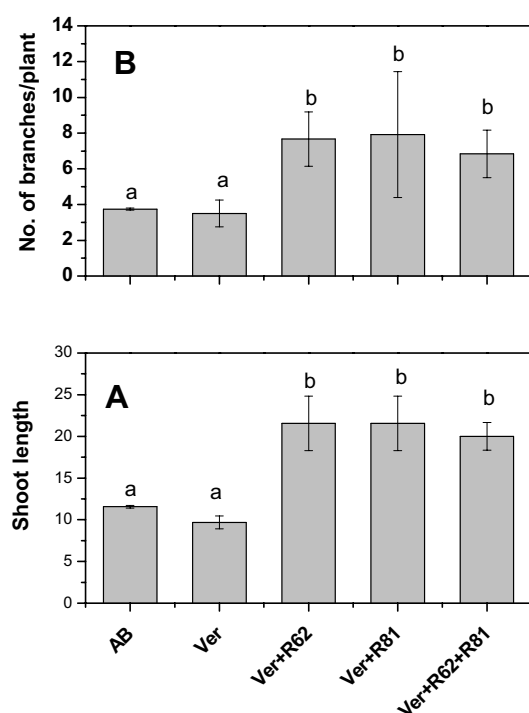 14
12
10
8
6
4
2
0
No. of branches/plant
B
a
a
b
b
b
30
25
20
15
10
5
0
Shoot length
A
a
a
b
b
b
AB
Ver
Ver+R62
Ver+R81
Ver+R62+R81